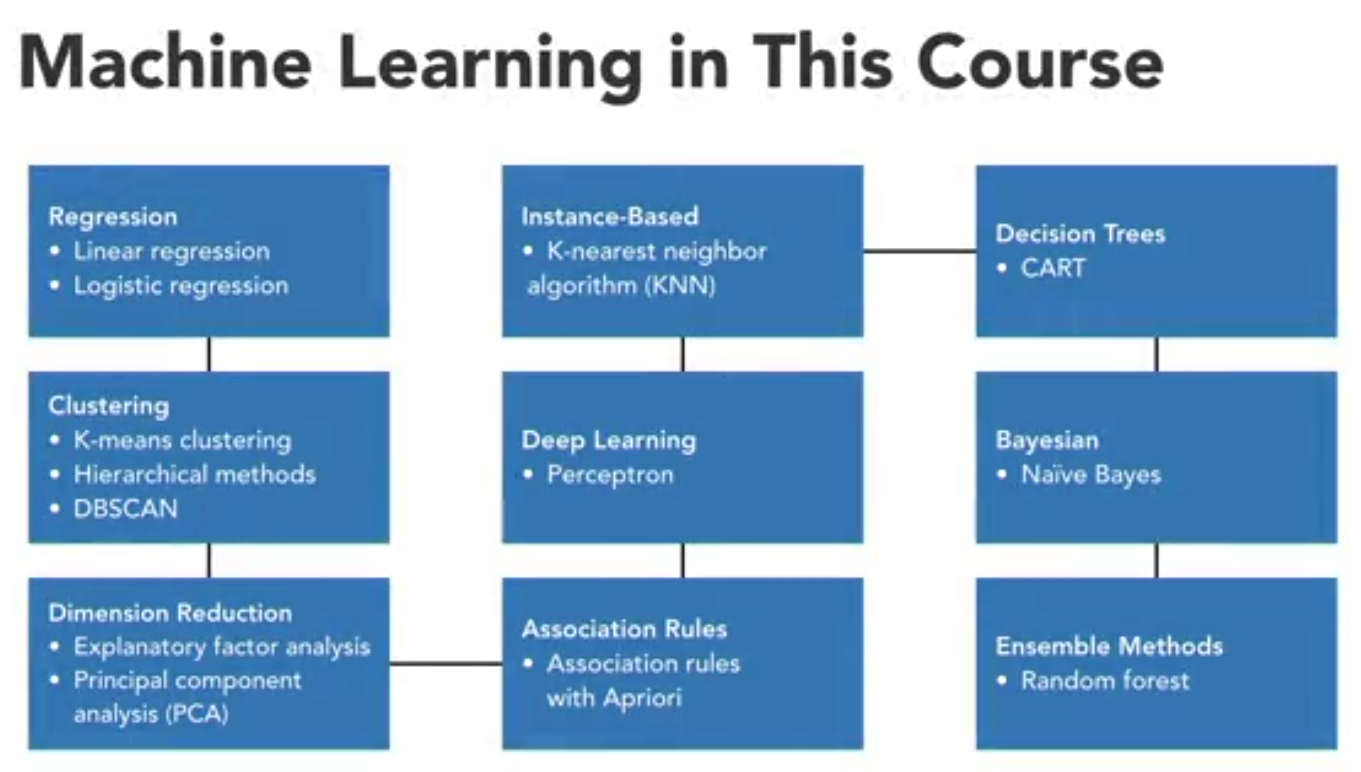 Machine Learning in This Course
Regression
• Linear regression
• Logistic regression
Clustering
• K-means clustering
• Hierarchical methods
• DBSCAN
Dimension Reduction
• Explanatory factor analysis
• Principal component
analysis (PCA)
Instance-Based
• K-nearest neighbor
algorithm (KNN)
Deep Learning
• Perceptron
Association Rules
• Association rules
with Apriori
Decision Trees
• CART
Bayesian
• Naïve Bayes
Ensemble Methods
• Random forest